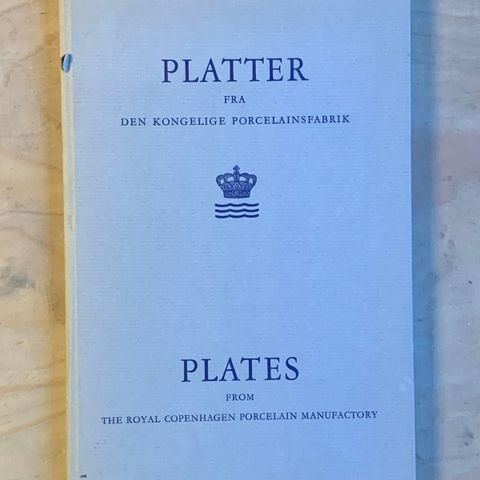 PLATTER
FRA
DEN KONGELIGE PORCELAINSFABRIK
PLATES
FROM
THE ROYAL COPENHAGEN PORCELAIN MANUFACTORY